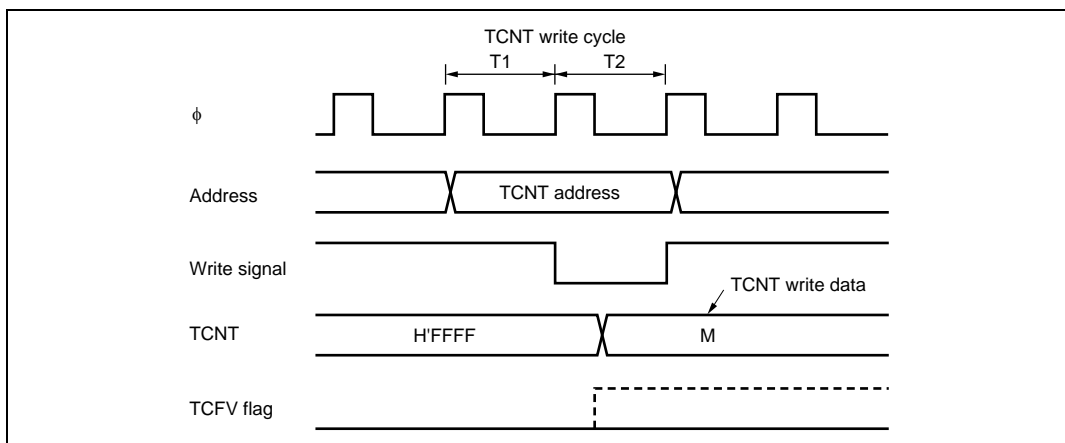 TCNT write cycle
T1 T2
ϕ
Address TCNT address
Write signal
TCNT write data
TCNT H'FFFF M
TCFV flag